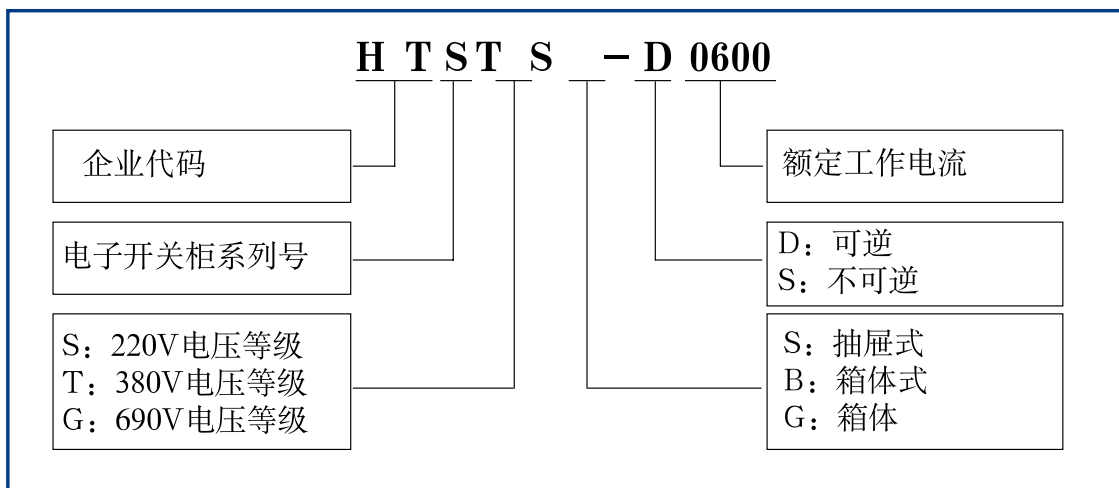 HTSTS -D0600
企业代码
额定工作电流
电子开关柜系列号
D：可逆
S：不可逆
S：220V电压等级
T：380V电压等级
G：690V电压等级
S：抽屉式
B：箱体式
G：箱体